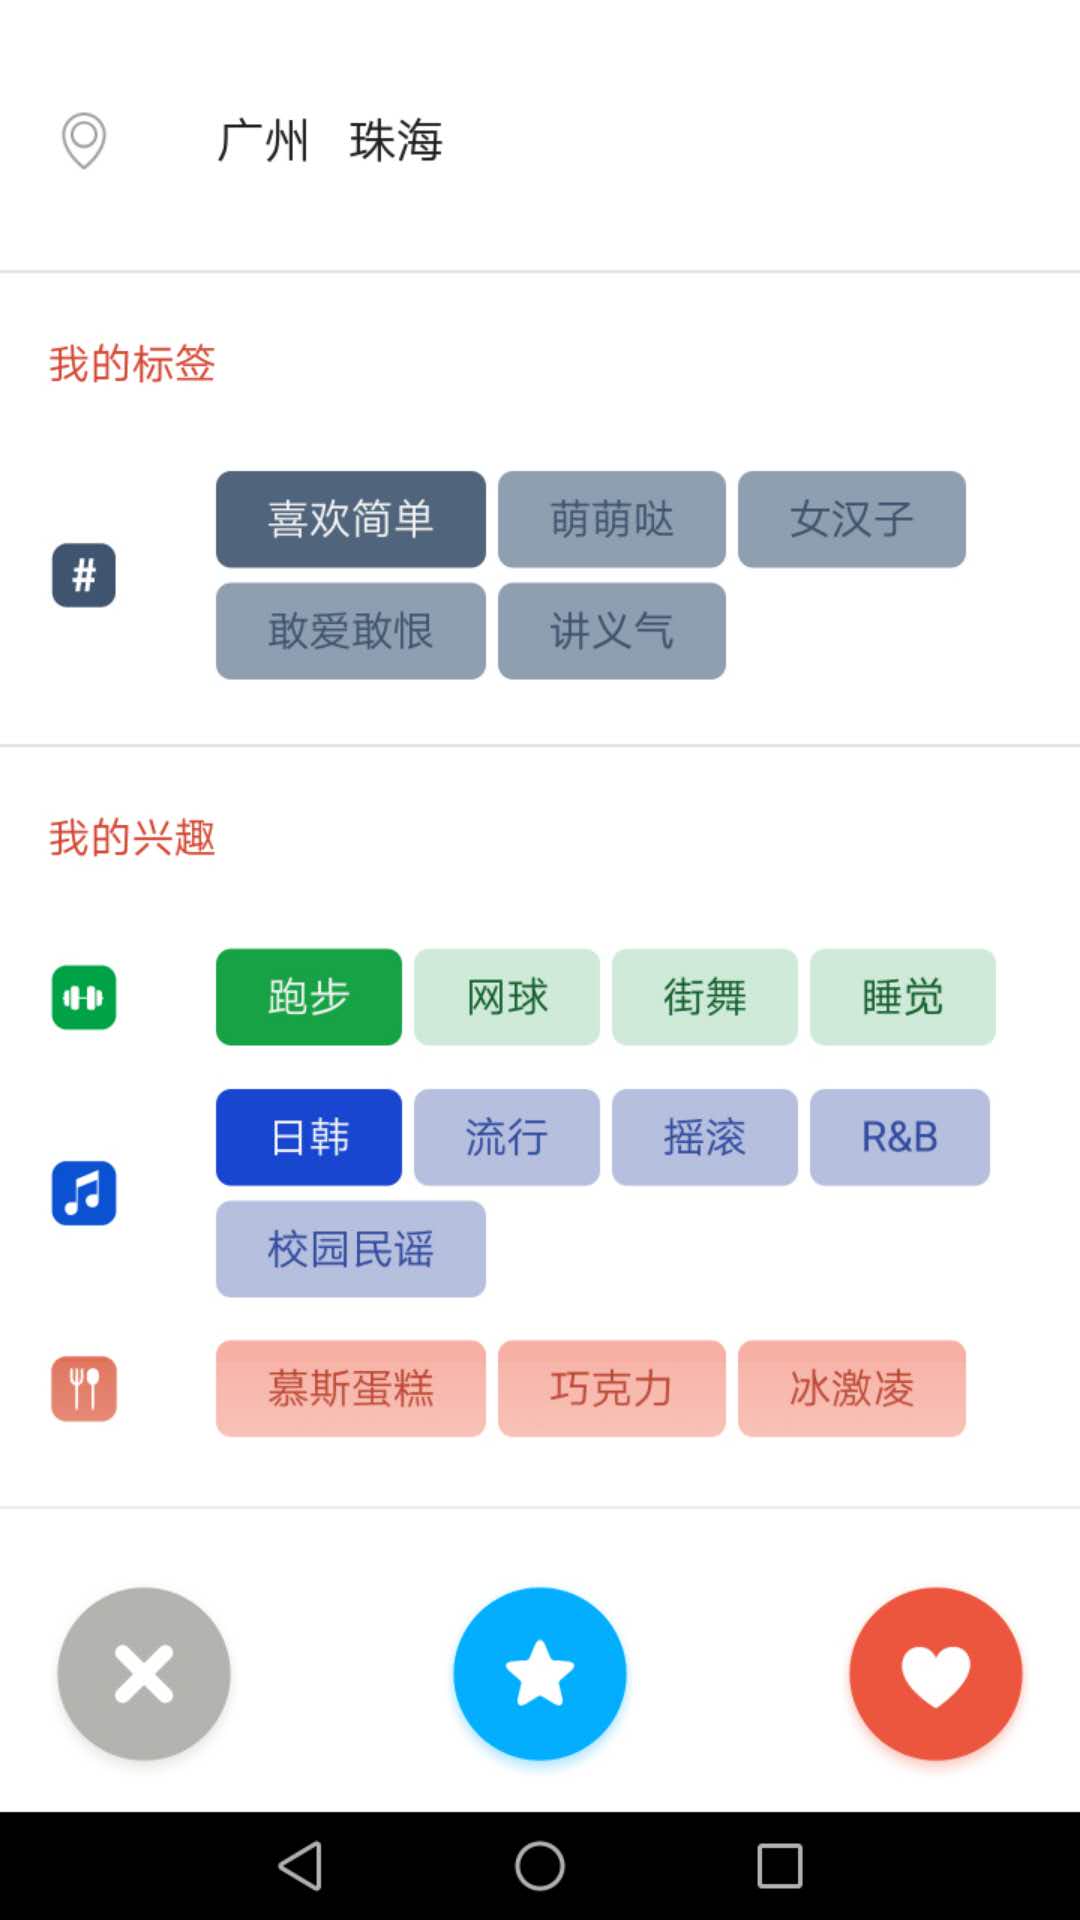 广州 珠海
我的标签
#
喜欢简单 萌萌哒 女汉子
敢爱敢恨 讲义气
我的兴趣
跑步 网球 街舞 睡觉
日韩 流行 摇滚 R&B
校园民谣
慕斯蛋糕 巧克力 冰激凌